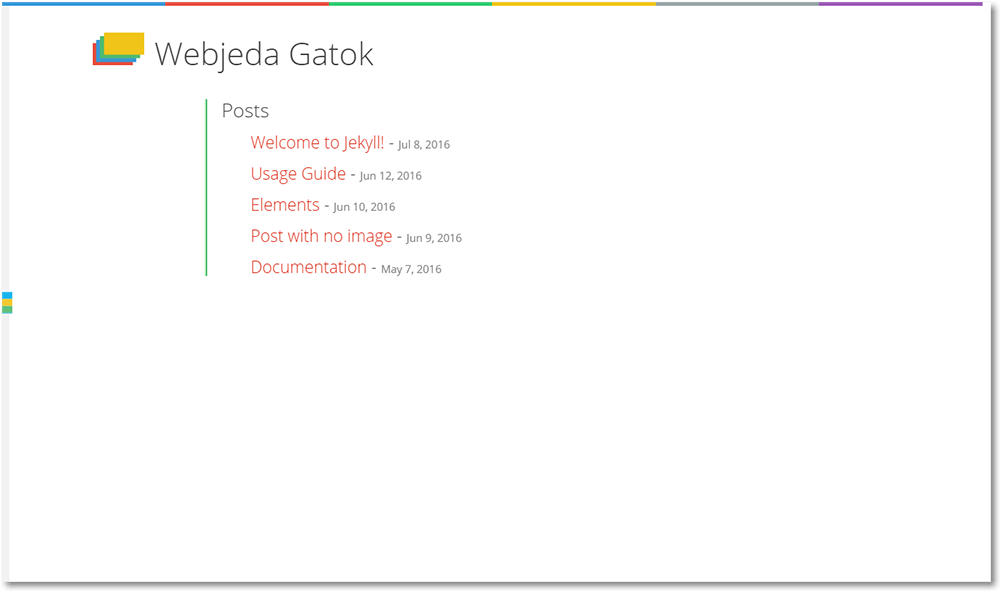 Webjeda Gatok
Posts
Welcome to Jekyll! - Jul 8, 2016
Usage Guide - Jun 12, 2016
Elements - Jun 10, 2016
Post with no image - Jun 9, 2016
Documentation - May 7, 2016